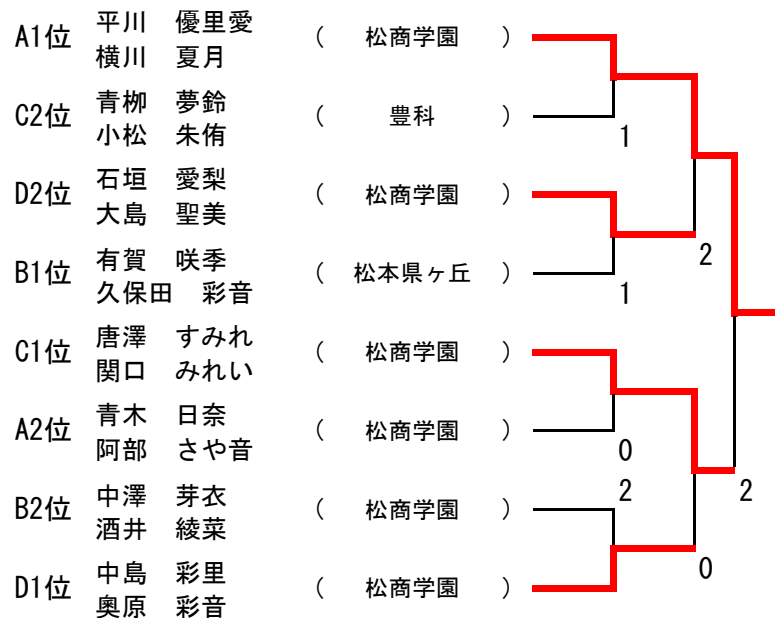 A1位 平川 優里愛 ( 松商学園 )
横川 夏月
C2位 青栁 夢鈴 ( 豊科 )
小松 朱侑
1
D2位 石垣 愛梨 ( 松商学園 )
大島 聖美
2
B1位 有賀 咲季 ( 松本県ヶ丘 )
久保田 彩音
1
C1位 唐澤 すみれ ( 松商学園 )
関口 みれい
A2位 青木 日奈 ( 松商学園 )
阿部 さや音
0
2
2
B2位 中澤 芽衣 ( 松商学園 )
酒井 綾菜
0
D1位 中島 彩里 ( 松商学園 )
奥原 彩音